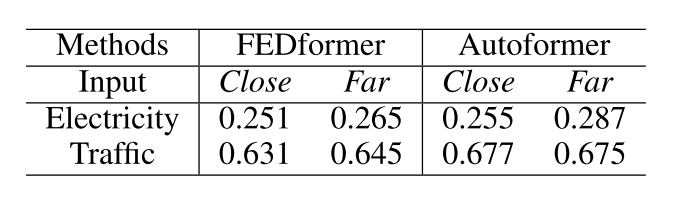 Methods FEDformer Autoformer
Input Close Far Close Far
Electricity 0.251 0.265 0.255 0.287
Traffic 0.631 0.645 0.677 0.675